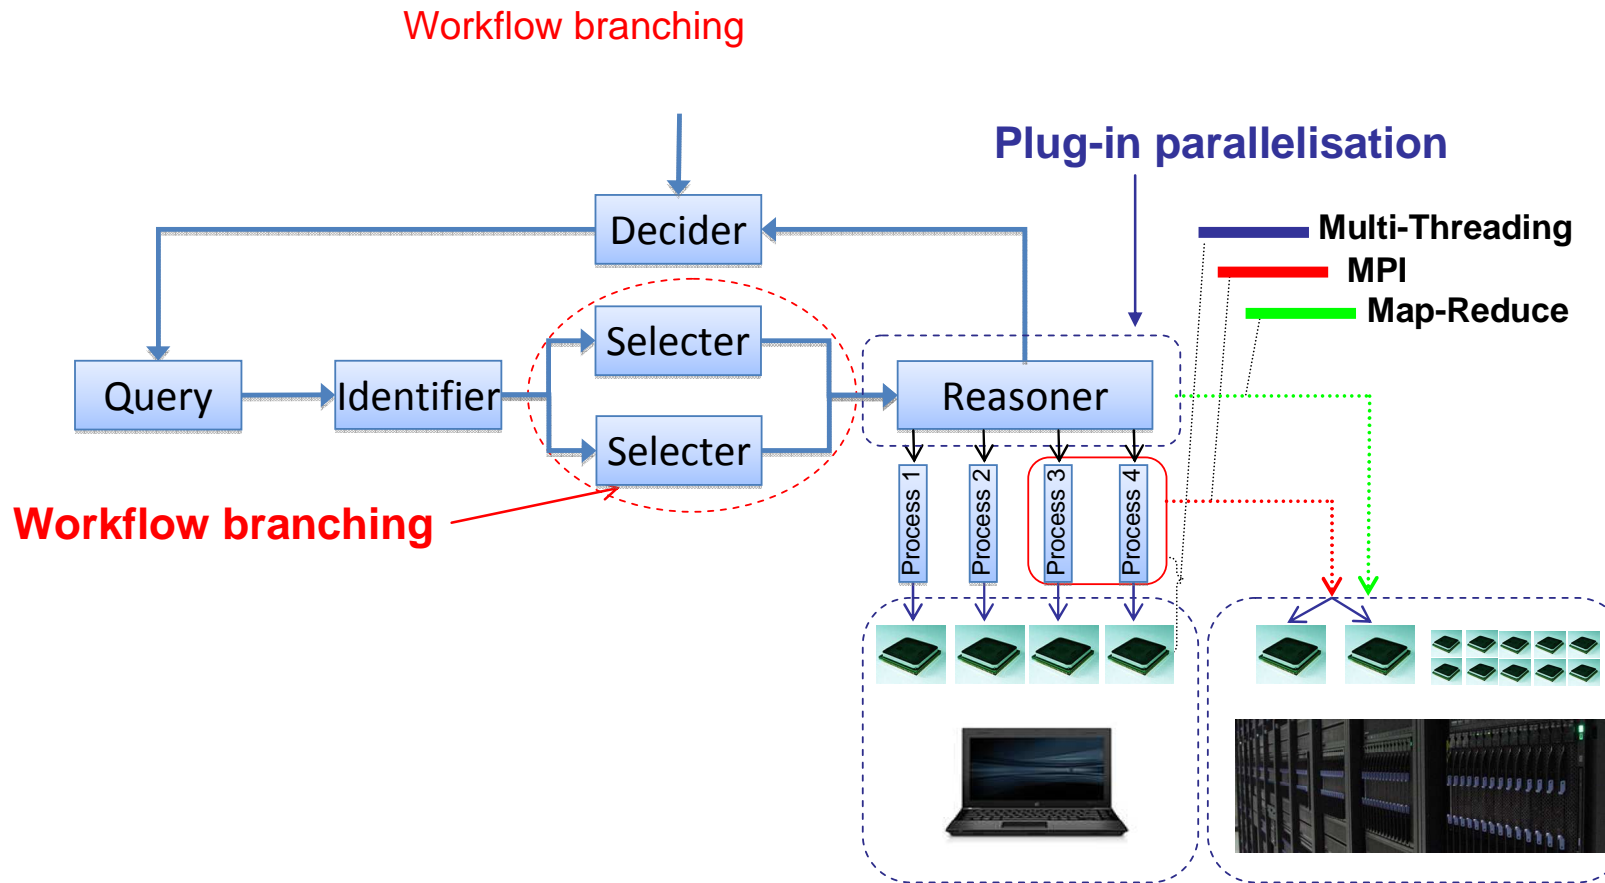 Workflow branching
Plug-in parallelisation
Decider
Multi-Threading
MPI
Map-Reduce
Selecter
Query
Identifier
Reasoner
Selecter
Workflow branching
Process 1
Process 2
Process 3
Process 4